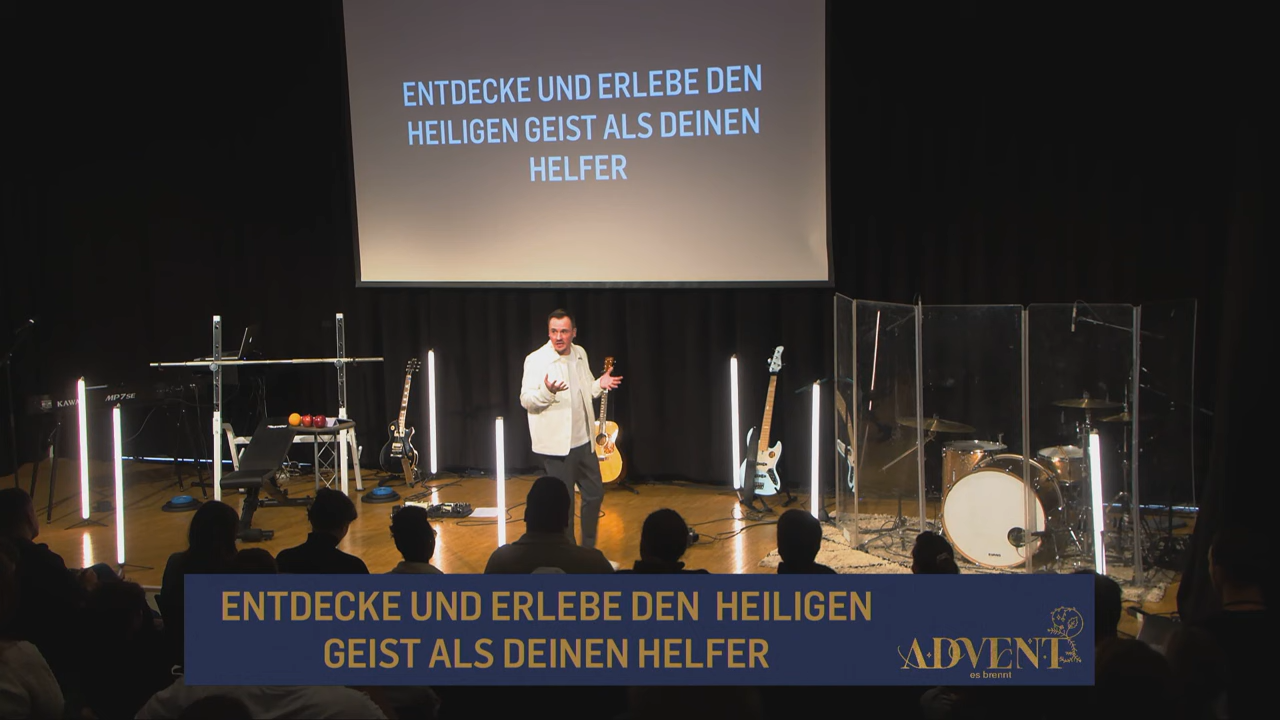 ENTDECKE UND ERLEBE DEN
HEILIGEN GEIST ALS DEINEN
HELFER
KAWA
MP7SE
ENTDECKE UND ERLEBE DEN HEILIGEN
GEIST ALS DEINEN HELFER
ADVENT
es brennt